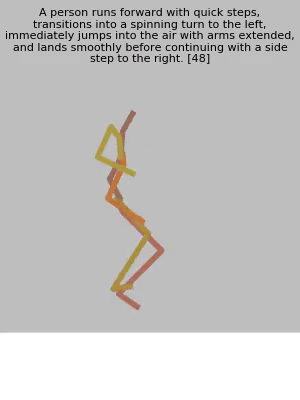 A person runs forward with quick steps,
transitions into a spinning turn to the left,
immediately jumps into the air with arms extended,
and lands smoothly before continuing with a side
step to the right. [48]